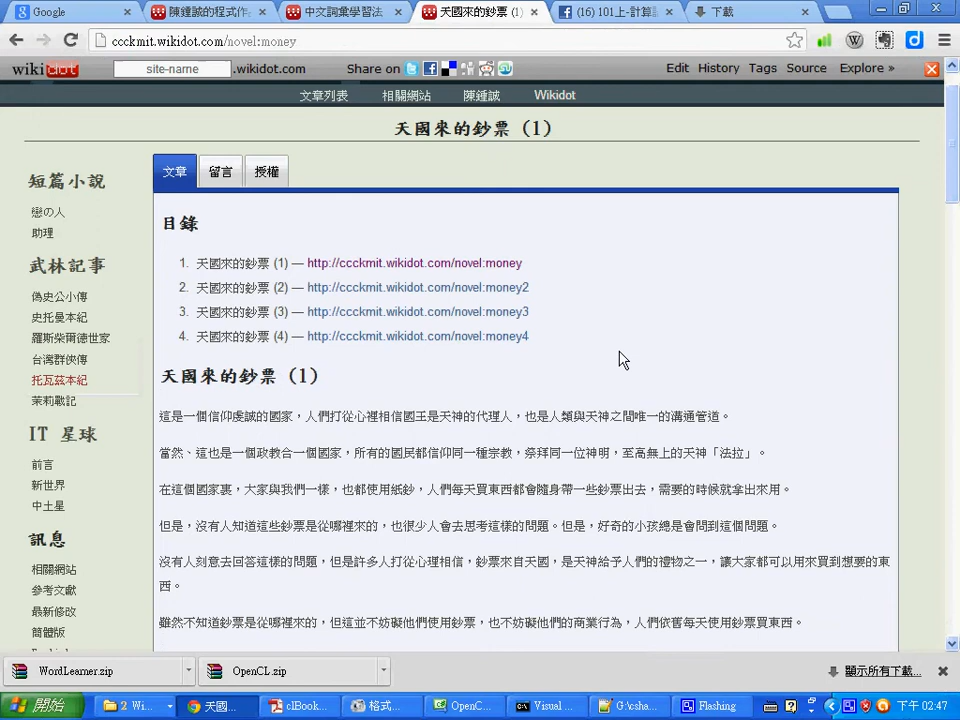 Google
陳鍾誠的程式作
中文詞彙學習法
天國來的鈔票 (1)
(16) 101上-計算
下載
ccckmit.wikidot.com/novel:money
wikidot
site-name
.wikidot.com
Share on
Edit
History
Tags
Source
Explore »
文章列表
相關網站
陳鍾誠
Wikidot
天國來的鈔票 (1)
短篇小說
戀の人
助理
武林記事
偽史公小傳
史托曼本紀
羅斯柴爾德世家
台灣群俠傳
托瓦茲本紀
茉莉戰記
IT 星球
前言
新世界
中土星
訊息
相關網站
參考文獻
最新修改
簡體版
文章
留言
授權
目錄
1. 天國來的鈔票 (1) — http://ccckmit.wikidot.com/novel:money
2. 天國來的鈔票 (2) — http://ccckmit.wikidot.com/novel:money2
3. 天國來的鈔票 (3) — http://ccckmit.wikidot.com/novel:money3
4. 天國來的鈔票 (4) — http://ccckmit.wikidot.com/novel:money4
天國來的鈔票 (1)
這是一個信仰虔誠的國家，人們打從心裡相信國王是天神的代理人，也是人類與天神之間唯一的溝通管道。
當然、這也是一個政教合一個國家，所有的國民都信仰同一種宗教，祭拜同一位神明，至高無上的天神「法拉」。
在這個國家裏，大家與我們一樣，也都使用紙鈔，人們每天買東西都會隨身帶一些鈔票出去，需要的時候就拿出來用。
但是，沒有人知道這些鈔票是從哪裡來的，也很少人會去思考這樣的問題。但是，好奇的小孩總是會問到這個問題。
沒有人刻意去回答這樣的問題，但是許多人打從心理相信，鈔票來自天國，是天神給予人們的禮物之一，讓大家都可以用來買到想要的東
西。
雖然不知道鈔票是從哪裡來的，但這並不妨礙他們使用鈔票，也不妨礙他們的商業行為，人們依舊每天使用鈔票買東西。
WordLearner.zip
OpenCL.zip
顯示所有下載...
開始
2 Wi...
天國...
clBook...
格式...
OpenC...
Visual ...
G:\csha...
Flashing
下午 02:47